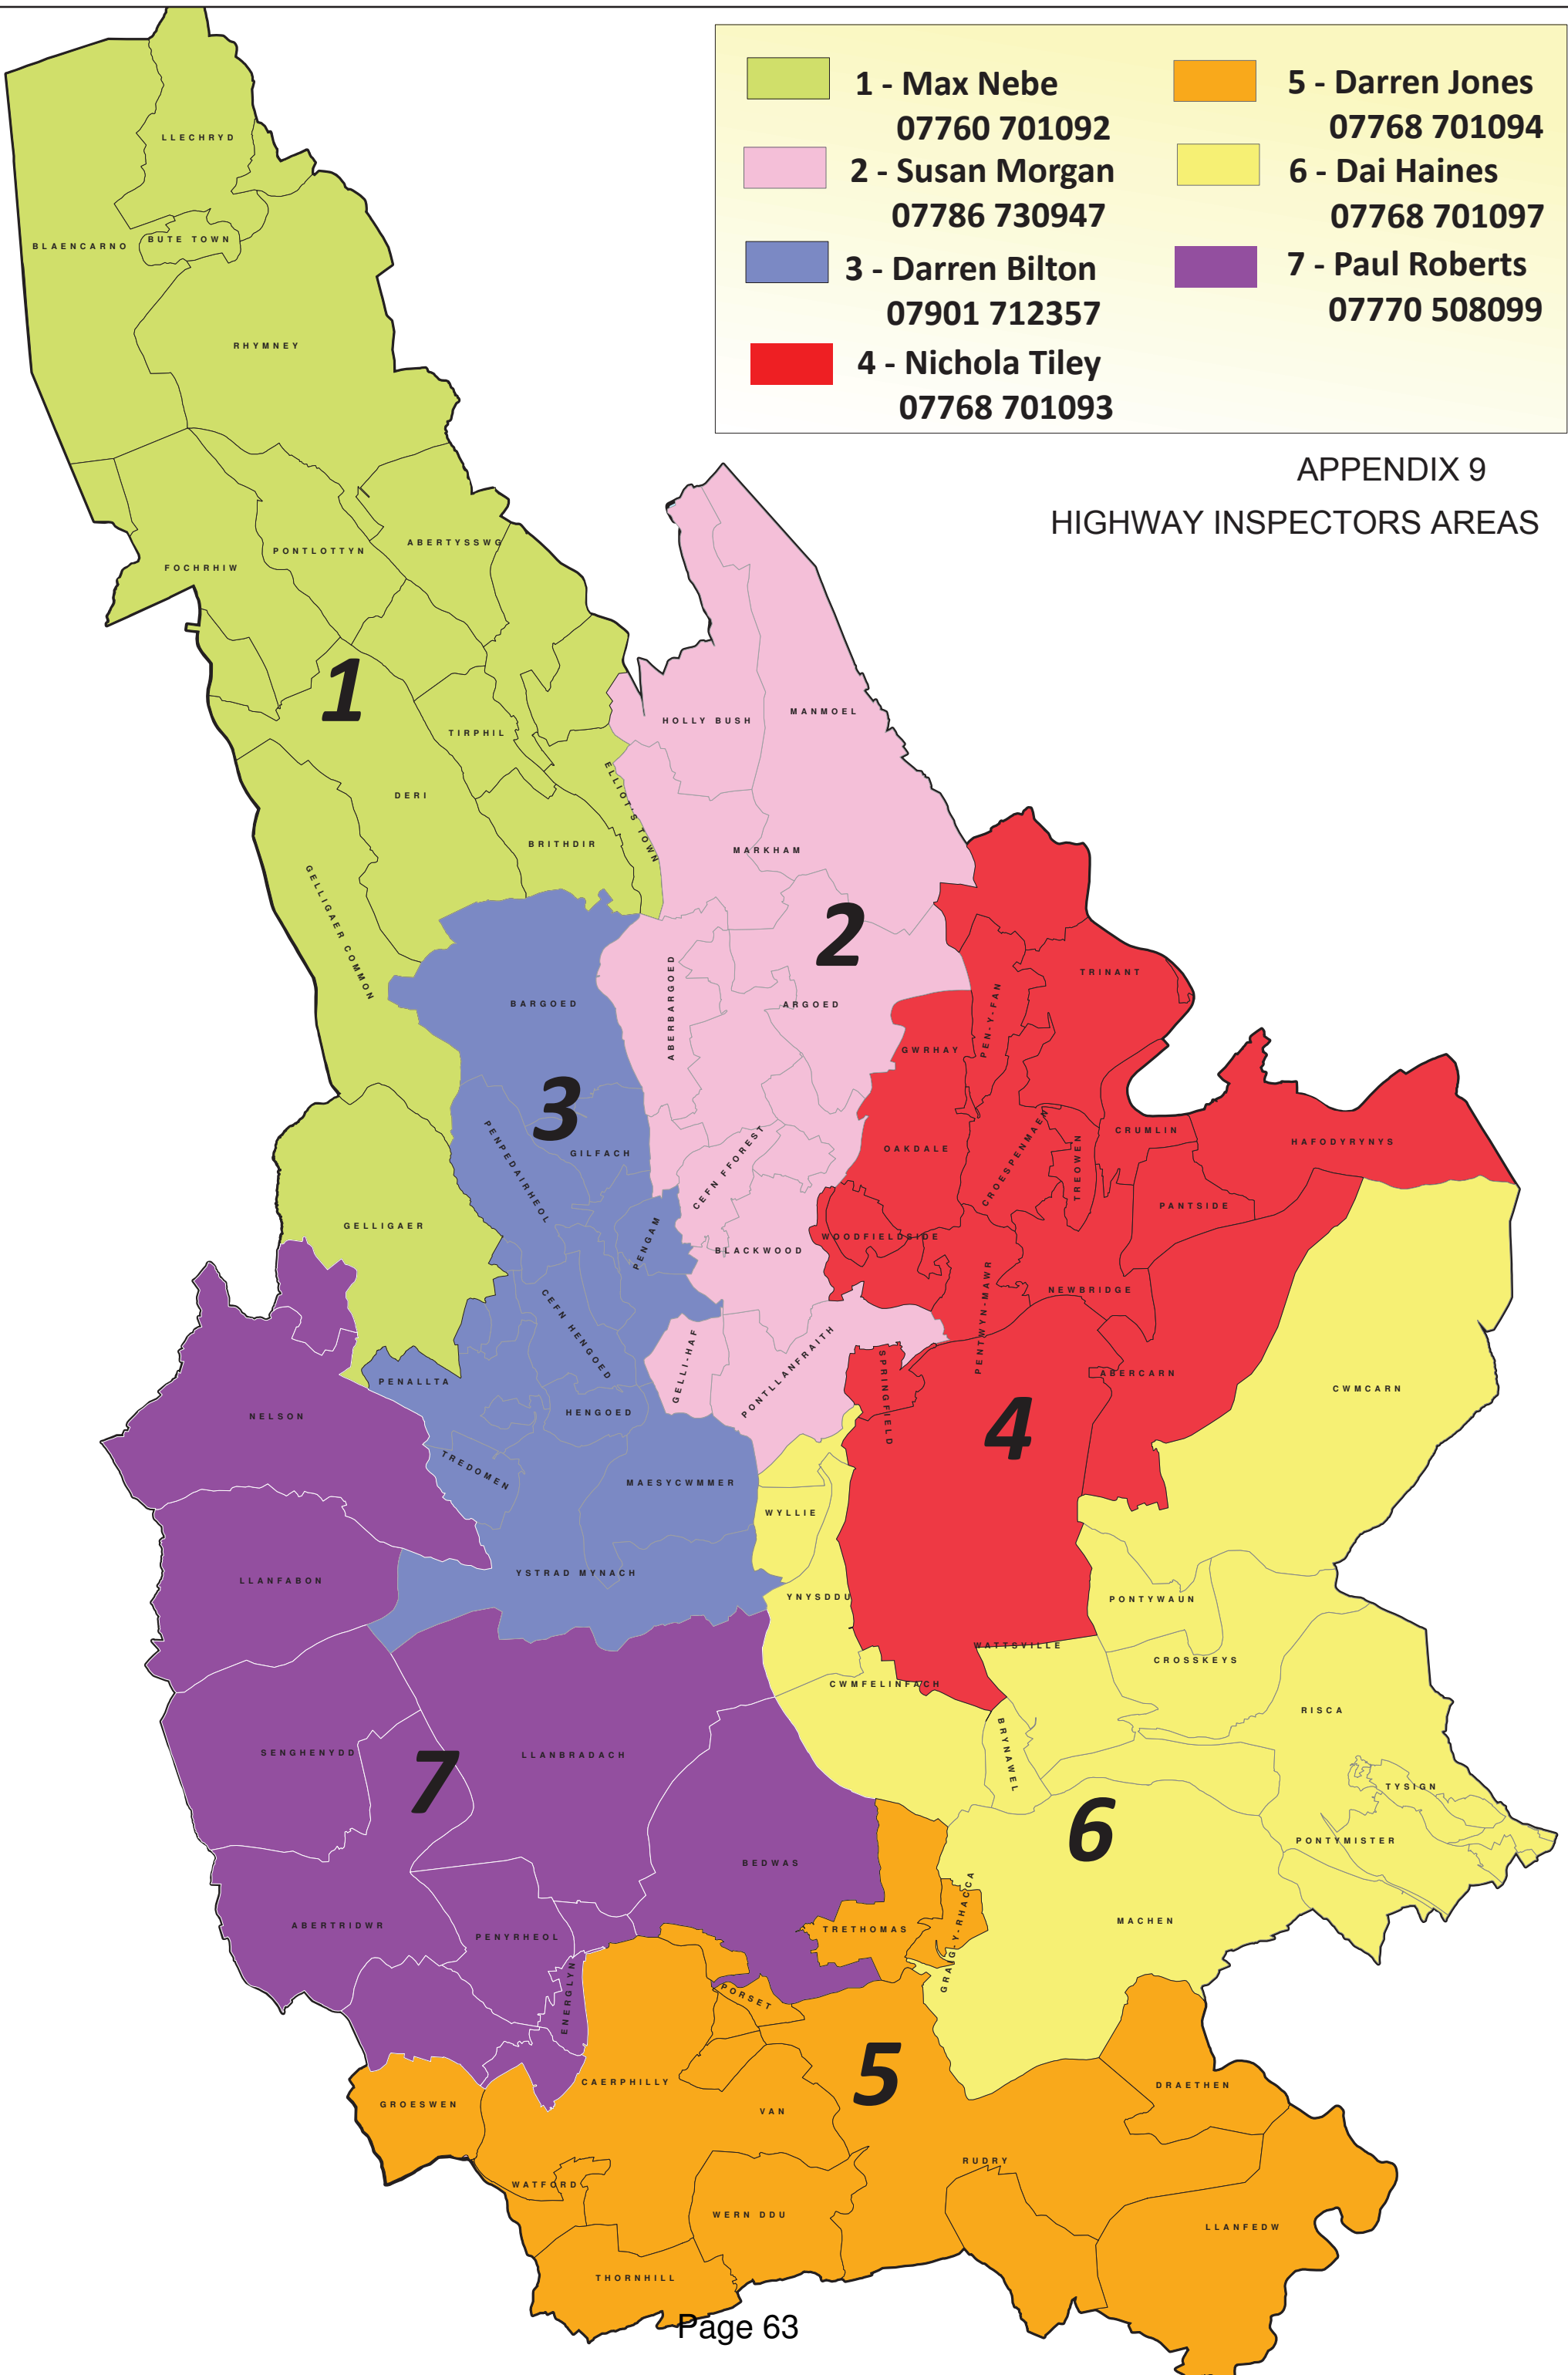 1 - Max Nebe
07760 701092
2 - Susan Morgan
07786 730947
3 - Darren Bilton
07901 712357
4 - Nichola Tiley
07768 701093
5 - Darren Jones
07768 701094
6 - Dai Haines
07768 701097
7 - Paul Roberts
07770 508099
APPENDIX 9
HIGHWAY INSPECTORS AREAS
LLECHRYD
BLAENCARNO
BUTE TOWN
RHYMNEY
ABERTYSSWG
PONTLOTTYN
FOCHRHIW
1
TIRPHIL
DERI
ELLIOT'S TOWN
BRITHDIR
GELLIGAER COMMON
GELLIGAER
HOLLY BUSH
MANMOEL
MARKHAM
2
ABERBARGOED
ARGOED
CEFN FFOREST
BLACKWOOD
GELLI-HAF
PONTLLANFRAITH
BARGOED
3
PENPEDAIRHEOL
GILFACH
PENGAM
CEFN HENGOED
PENALLTA
HENGOED
TREDOMEN
MAESYCWMMER
YSTRAD MYNACH
TRINANT
PEN-Y-FAN
GWRHAY
CRUMLIN
HAFODYRYNYS
OAKDALE
CROESPENMAEN
TREOWEN
PANTSIDE
WOODFIELDSIDE
NEWBRIDGE
PENTWYN-MAWR
SPRINGFIELD
ABERCARN
4
CWMCARN
WYLLIE
YNYSDDU
PONTYWAUN
WATTSVILLE
CROSSKEYS
CWMFELINFACH
RISCA
BRYNAWEL
TYSIGN
6
PONTYMISTER
MACHEN
NELSON
LLANFABON
SENGHENYDD
7
LLANBRADACH
BEDWAS
ABERTRIDWR
PENYRHEOL
ENERGLYN
TRETHOMAS
GRAIG-Y-RHACCA
PORSET
5
CAERPHILLY
GROESWEN
VAN
DRAETHEN
RUDRY
WATFORD
WERN DDU
LLANFEDW
THORNHILL
Page 63